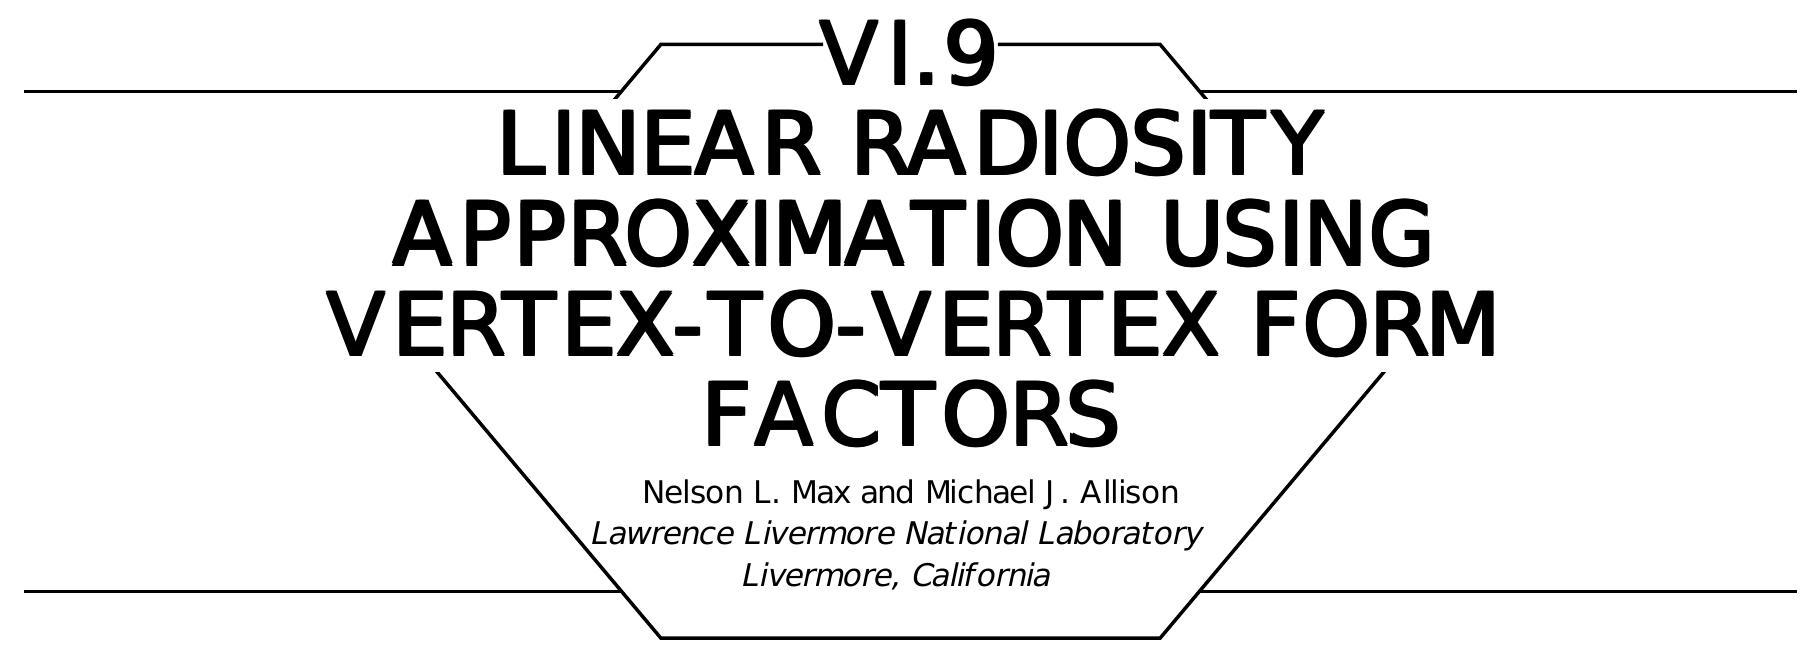 VI.9
LINEAR RADIOSITY
APPROXIMATION USING
VERTEX-TO-VERTEX FORM
FACTORS
Nelson L. Max and Michael J. Allison
Lawrence Livermore National Laboratory
Livermore, California